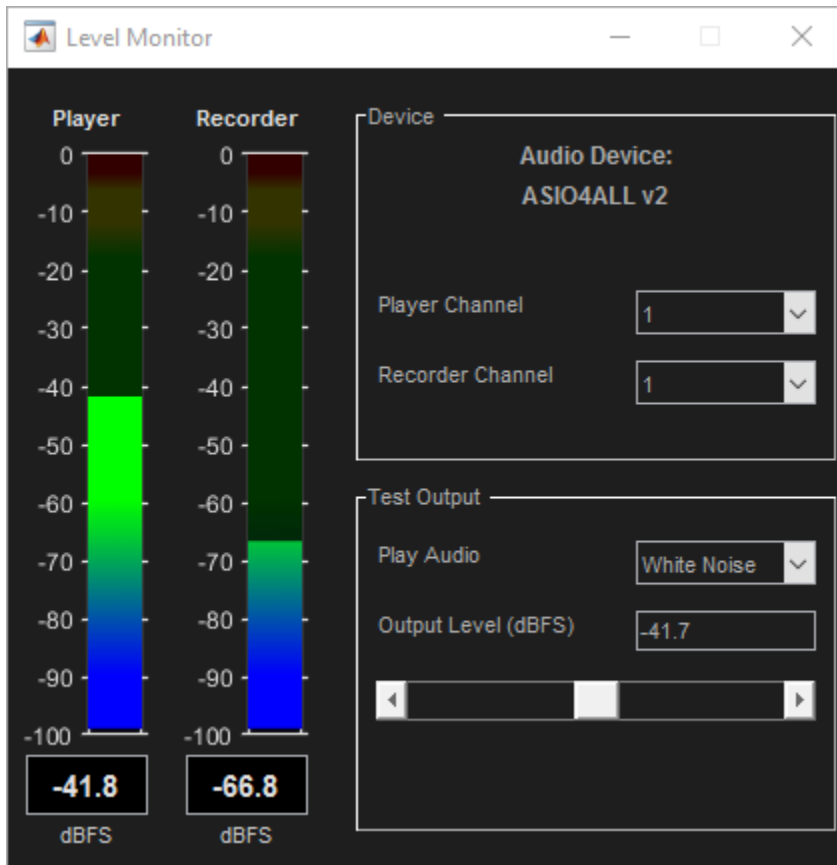 Level Monitor
Player
0
-10
-20
-30
-40
-50
-60
-70
-80
-90
-100
-41.8
dBFS
Recorder
0
-10
-20
-30
-40
-50
-60
-70
-80
-90
-100
-66.8
dBFS
Device
Audio Device:
ASIO4ALL v2
Player Channel 1
Recorder Channel 1
Test Output
Play Audio White Noise
Output Level (dBFS) -41.7